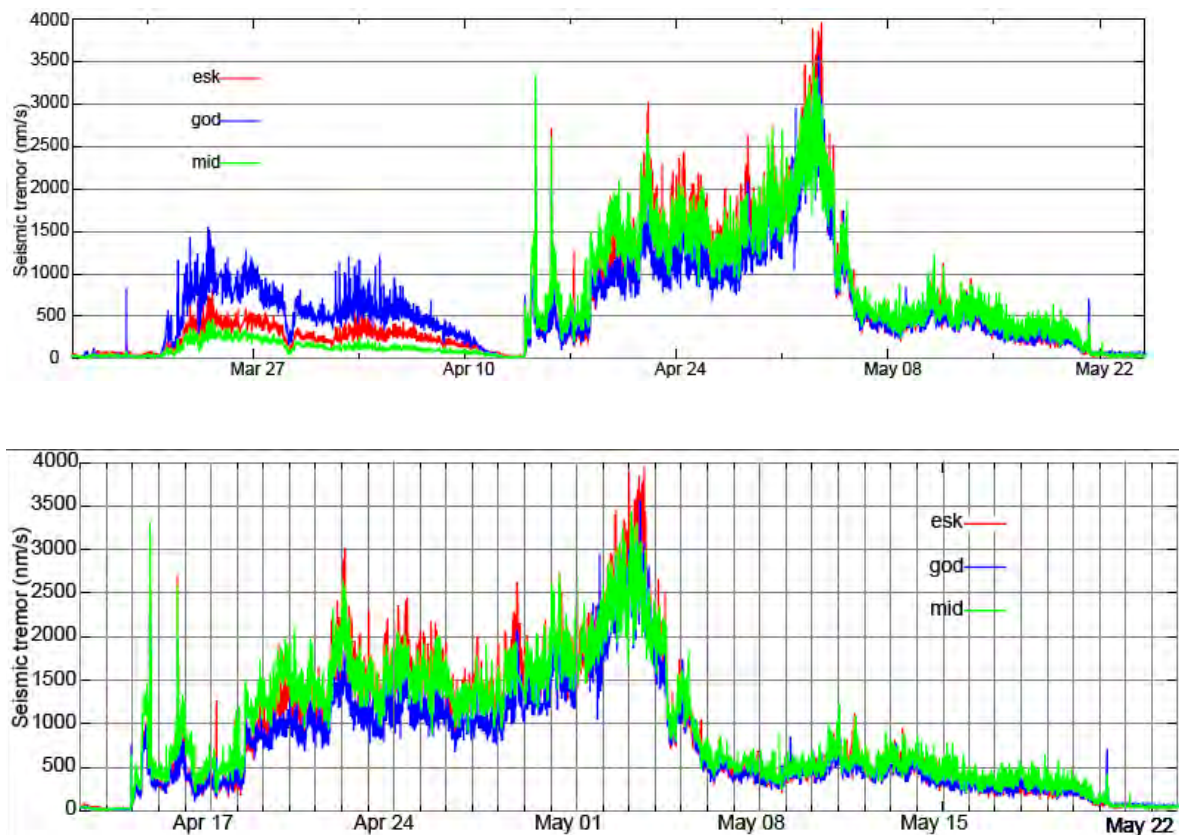 4000
3500
3000
2500
2000
1500
1000
500
0
Seismic tremor (nm/s)
esk
god
mid
Mar 27 Apr 10 Apr 24 May 08 May 22
4000
3500
3000
2500
2000
1500
1000
500
0
Seismic tremor (nm/s)
esk
god
mid
Apr 17 Apr 24 May 01 May 08 May 15 May 22